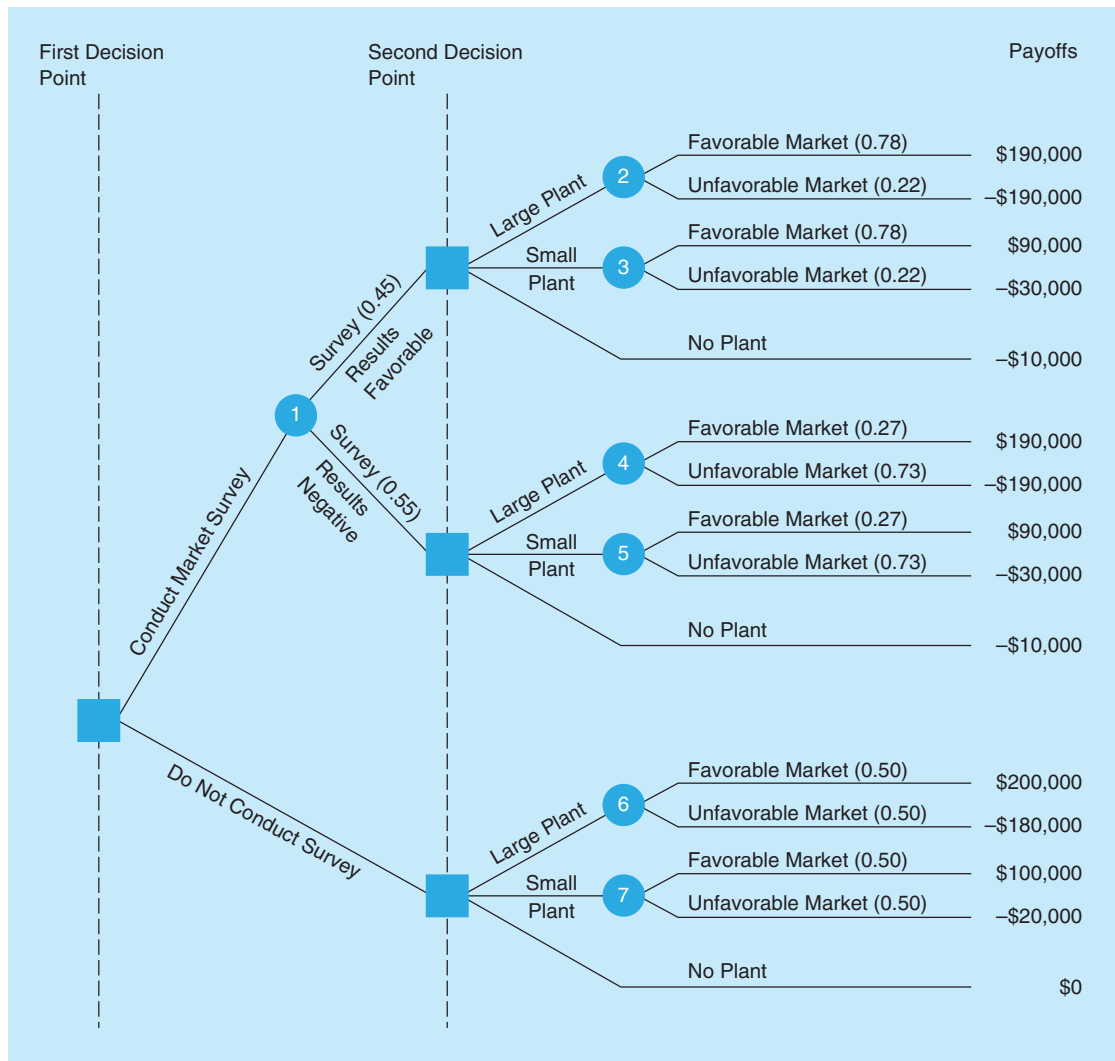 First Decision
Point
Second Decision
Point
Payoffs
Favorable Market (0.78)
$190,000
2
Unfavorable Market (0.22)
–$190,000
Large Plant
Favorable Market (0.78)
$90,000
Small
Plant
3
Unfavorable Market (0.22)
–$30,000
No Plant
–$10,000
Survey (0.45)
Results
Favorable
1
Survey (0.55)
Results
Negative
Favorable Market (0.27)
$190,000
4
Unfavorable Market (0.73)
–$190,000
Large Plant
Favorable Market (0.27)
$90,000
Small
Plant
5
Unfavorable Market (0.73)
–$30,000
No Plant
–$10,000
Conduct Market Survey
Do Not Conduct Survey
Favorable Market (0.50)
$200,000
6
Unfavorable Market (0.50)
–$180,000
Large Plant
Favorable Market (0.50)
$100,000
Small
Plant
7
Unfavorable Market (0.50)
–$20,000
No Plant
$0